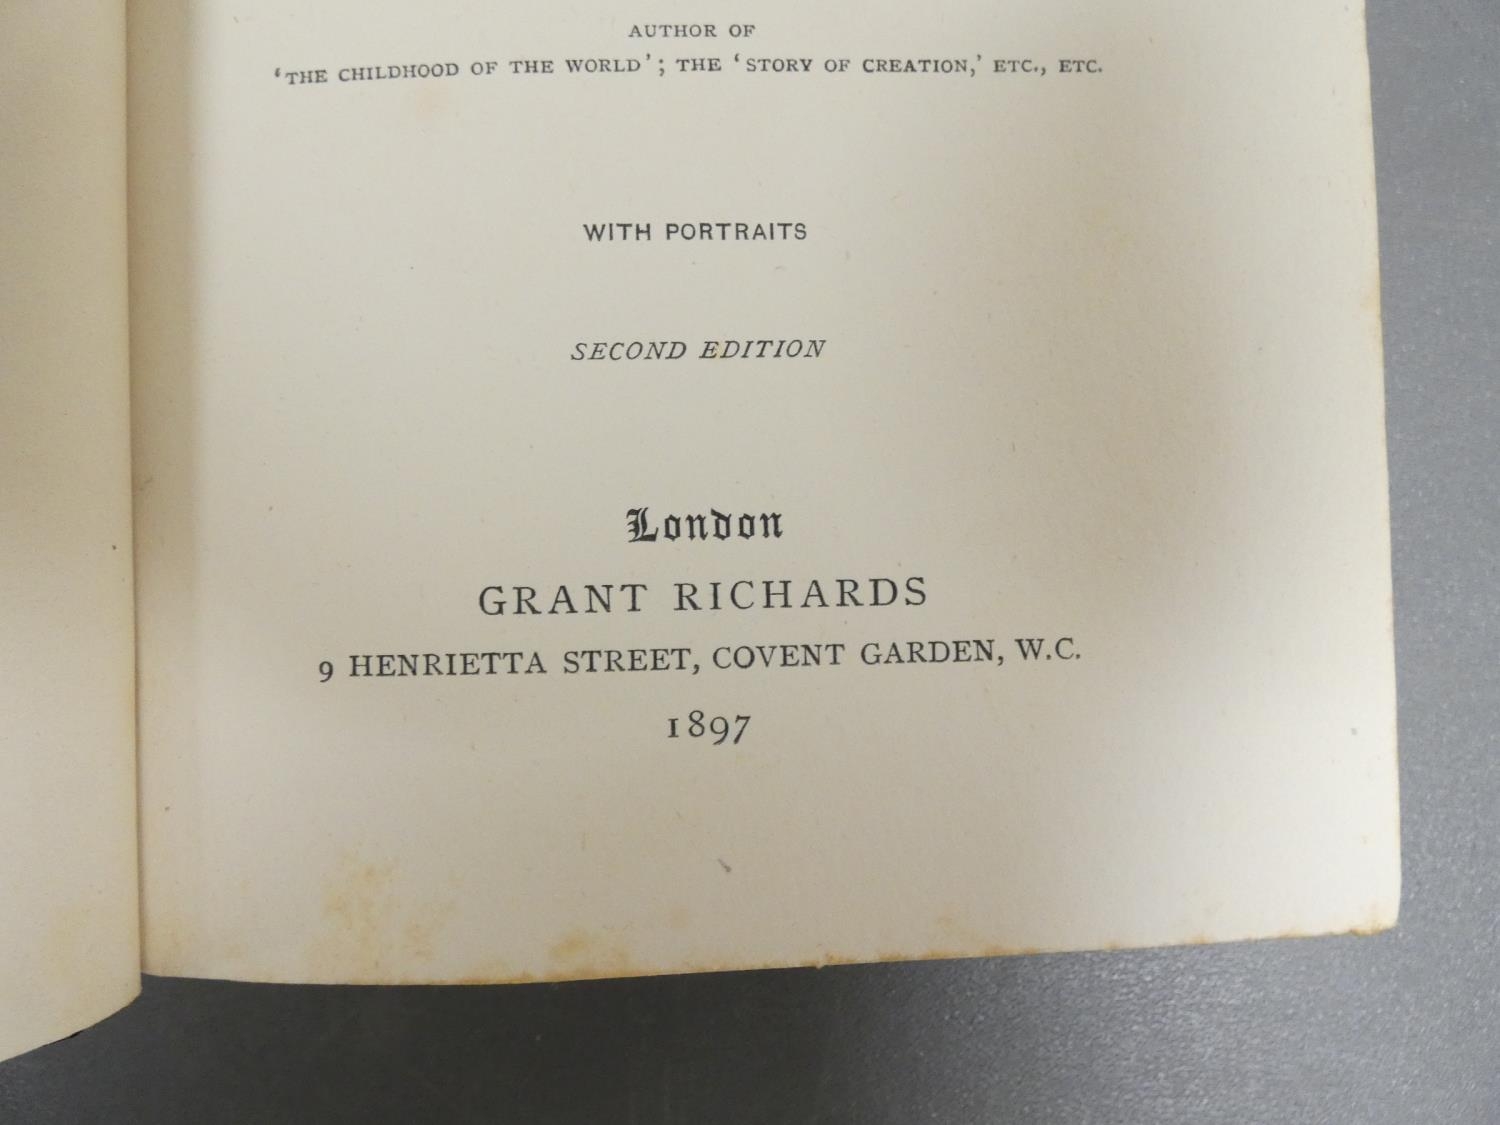 AUTHOR OF
‘THE CHILDHOOD OF THE WORLD’; THE ‘STORY OF CREATION,’ ETC., ETC.
WITH PORTRAITS
SECOND EDITION
London
GRANT RICHARDS
9 HENRIETTA STREET, COVENT GARDEN, W.C.
1897